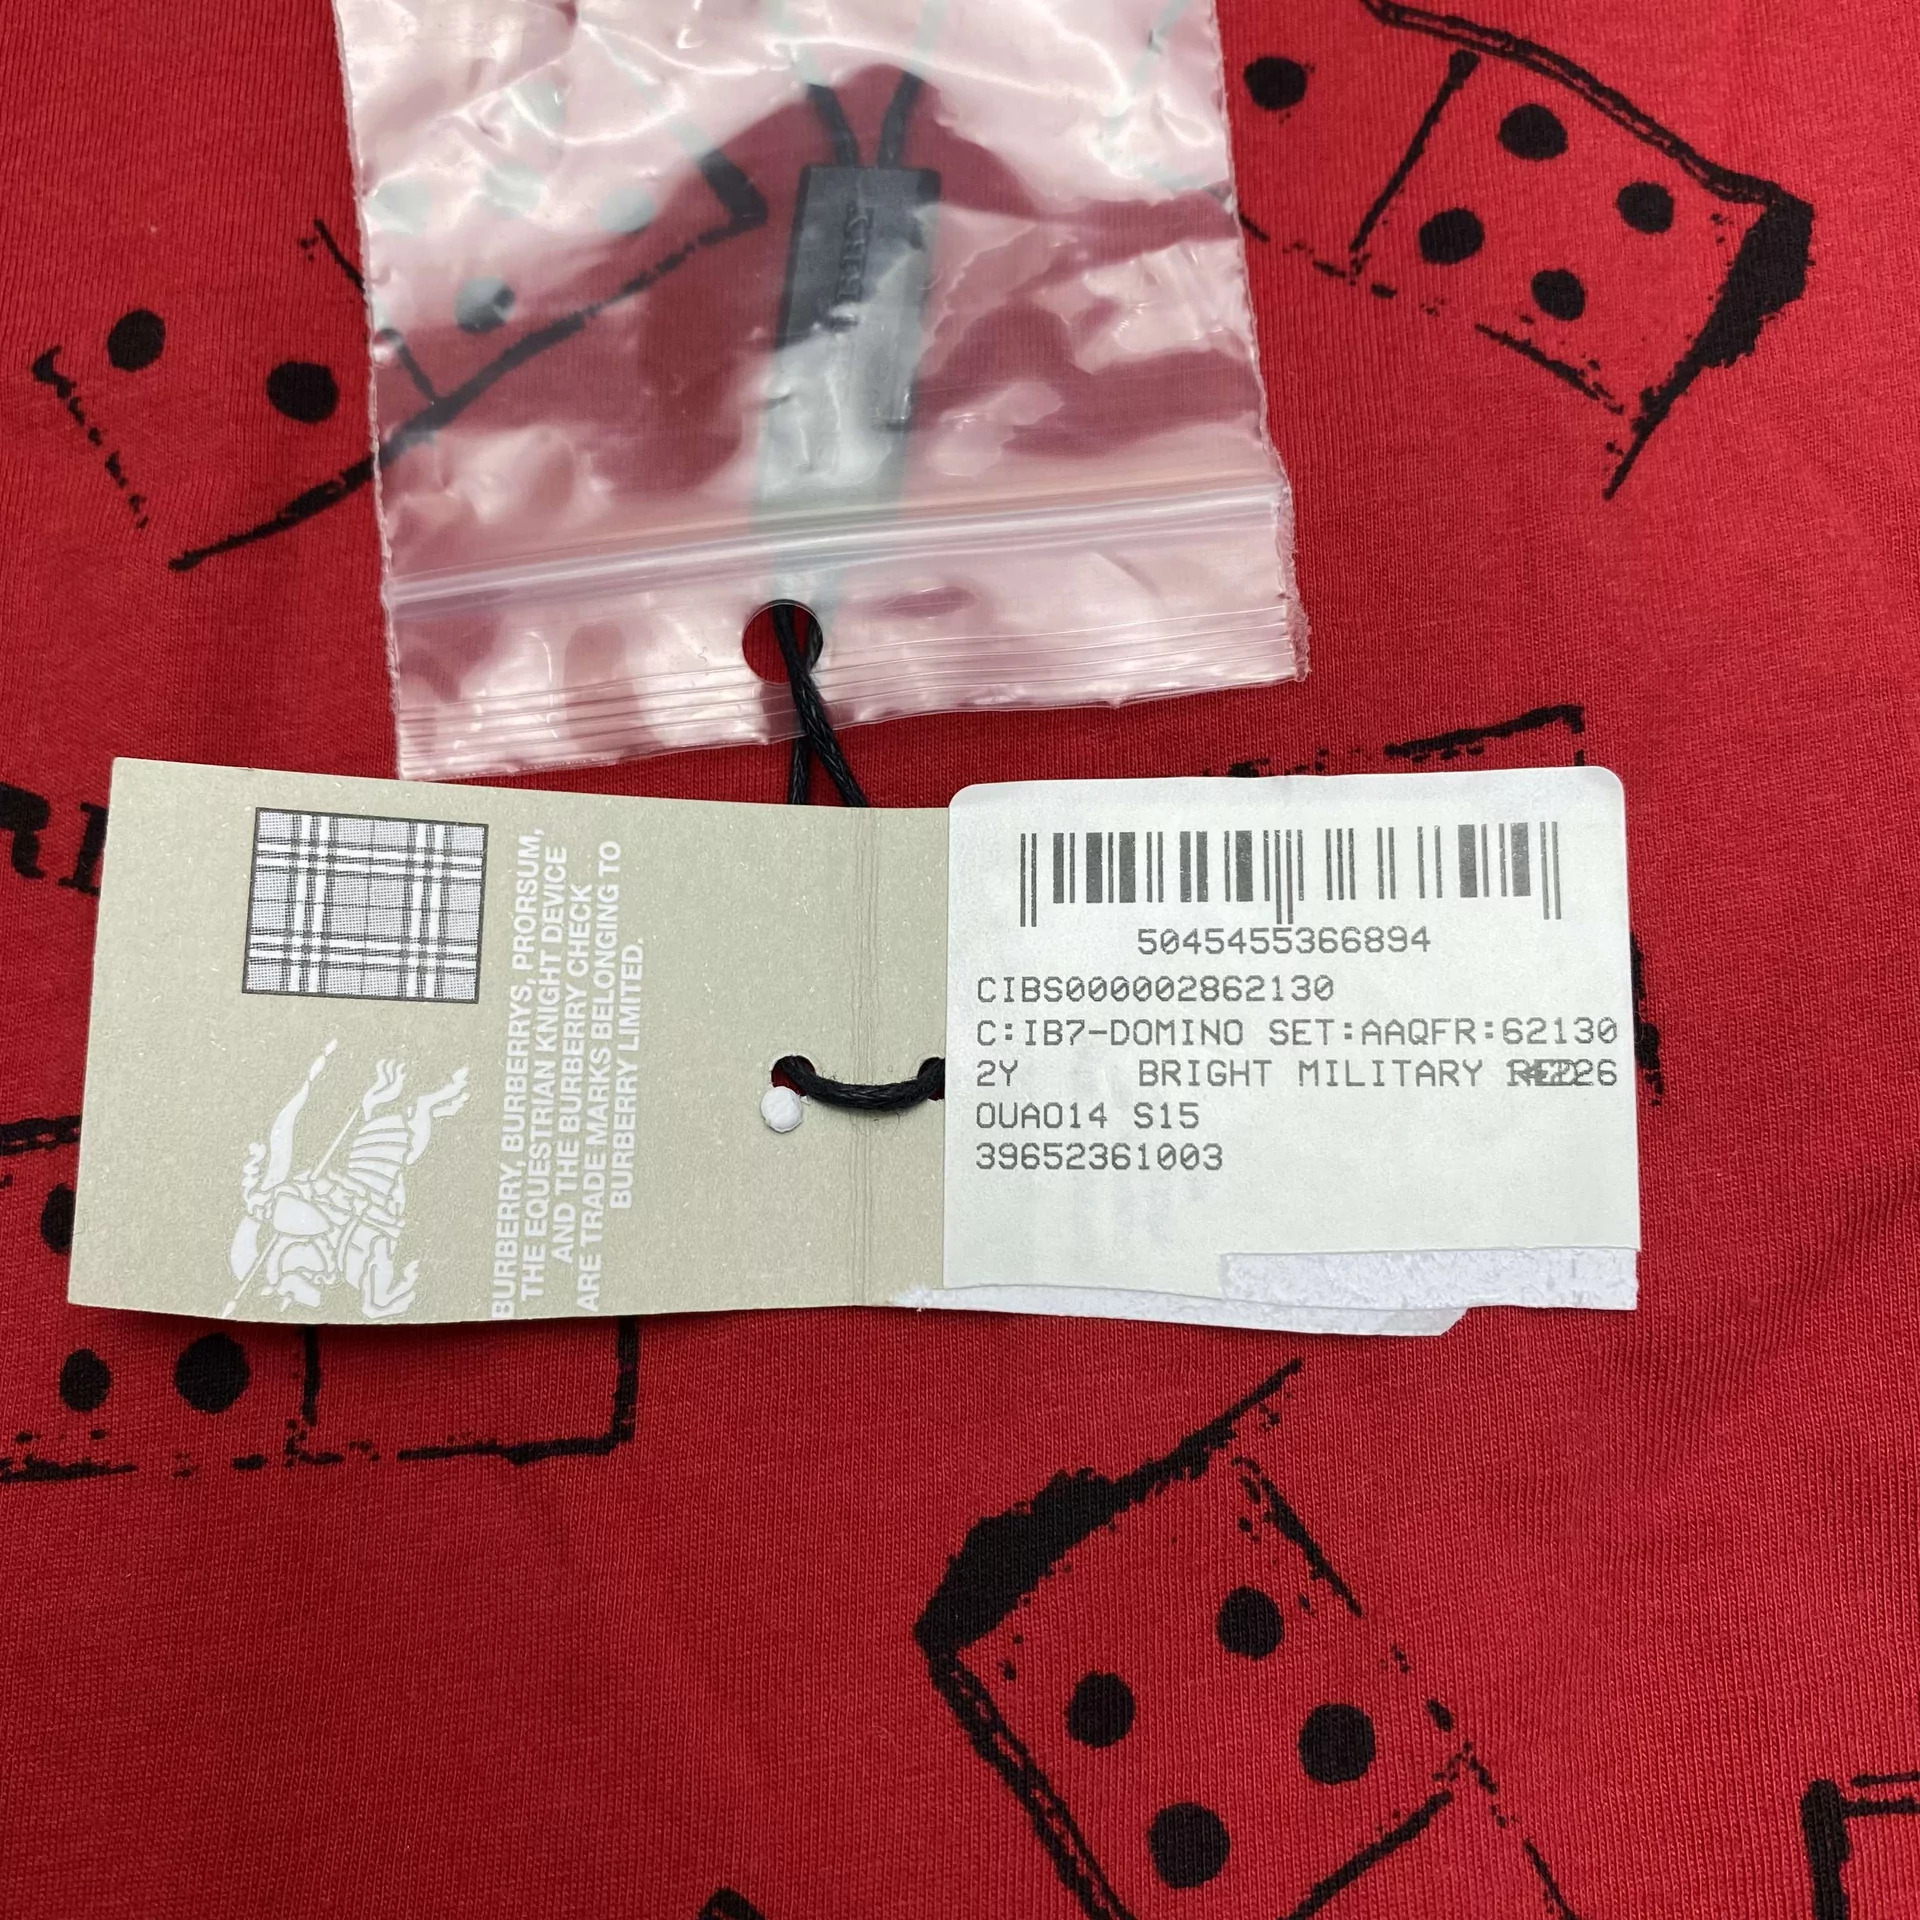 BURBERRY, BURBERRYS, PRORSUM,
THE EQUESTRIAN KNIGHT DEVICE
AND THE BURBERRY CHECK
ARE TRADE MARKS BELONGING TO
BURBERRY LIMITED.
5045455366894
CIBS000002862130
C:IB7-DOMINO SET:AAQFR:62130
2Y BRIGHT MILITARY
OUAO14 S15
39652361003